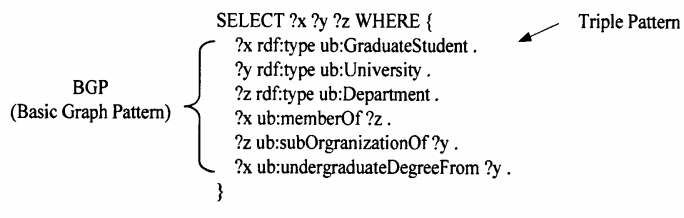 SELECT ?x ?y ?z WHERE {
Triple Pattern
?x rdf:type ub:GraduateStudent .
?y rdf:type ub:University .
?z rdf:type ub:Department .
BGP
(Basic Graph Pattern)
?x ub:memberOf ?z .
?z ub:subOrgranizationOf ?y .
?x ub:undergraduateDegreeFrom ?y .
}